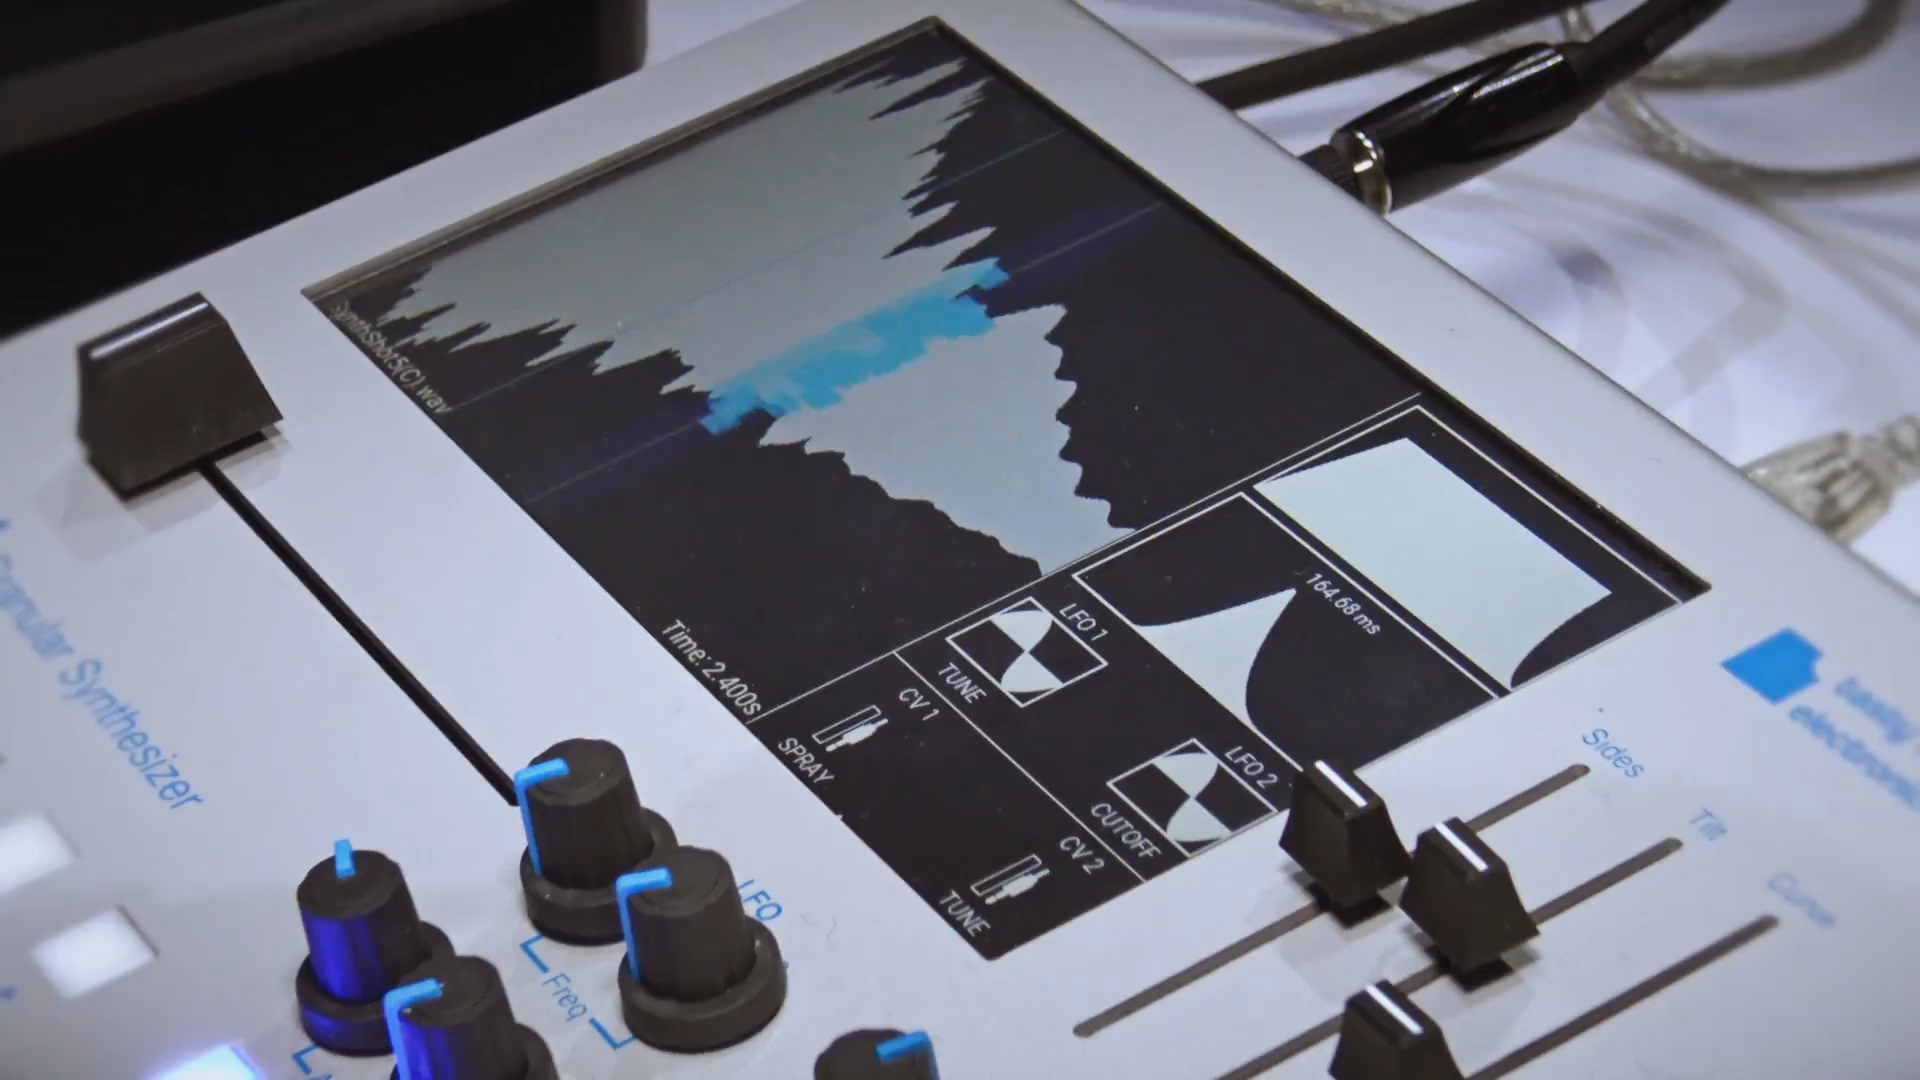 SynthShot5(C).wav
Time: 2.400s
164.68 ms
LFO 1
TUNE
CV 1
SPRAY
LFO 2
CUTOFF
CV 2
TUNE
Sides
Tilt
Curve
tasty
electronic
Granular Synthesizer
LFO
Freq